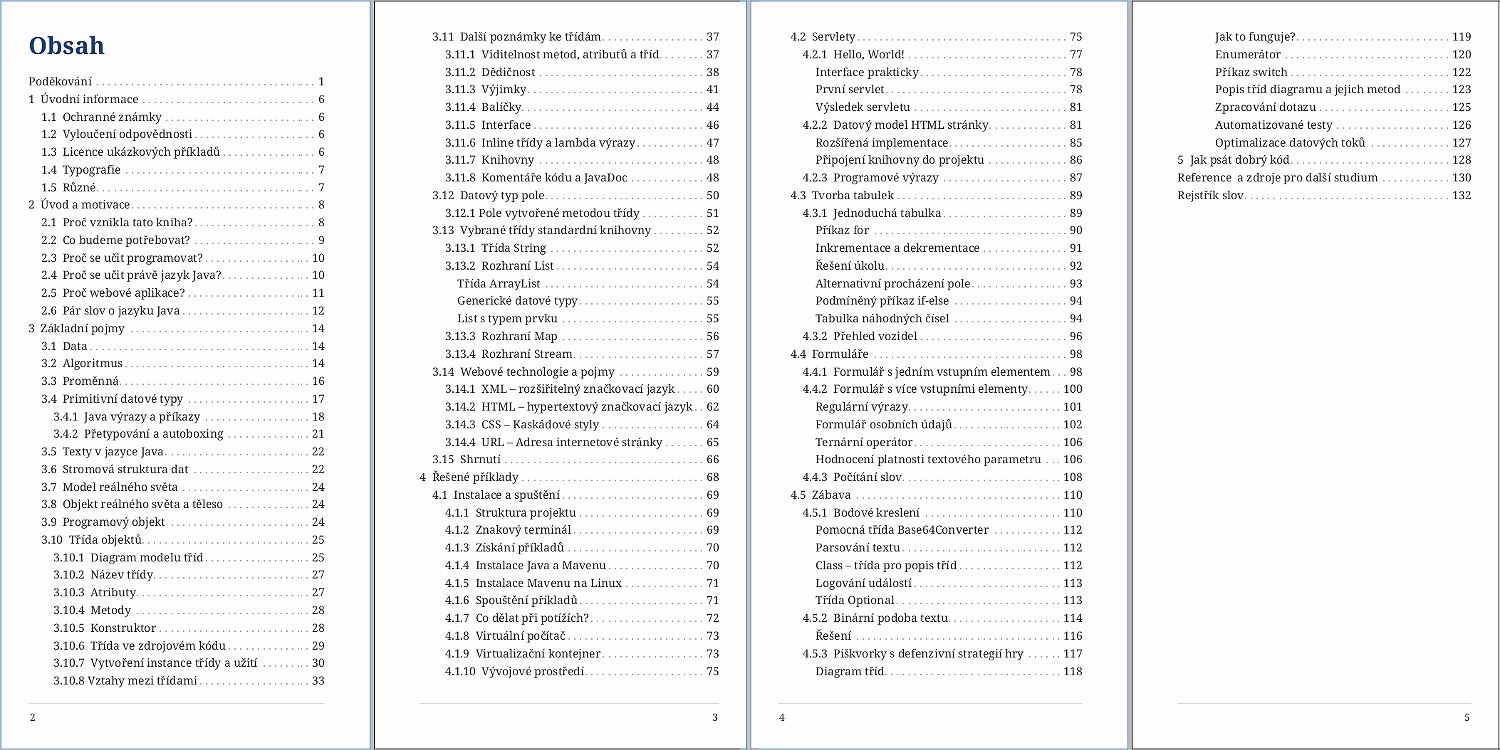 Obsah
Poděkování 1
1 Úvodní informace 6
1.1 Ochranné známky 6
1.2 Vyloučení odpovědnosti 6
1.3 Licence ukázkových příkladů 6
1.4 Typografie 7
1.5 Různé 7
2 Úvod a motivace 8
2.1 Proč vznikla tato kniha? 8
2.2 Co budeme potřebovat? 9
2.3 Proč se učit programovat? 10
2.4 Proč se učit právě jazyk Java? 10
2.5 Proč webové aplikace? 11
2.6 Pár slov o jazyku Java 12
3 Základní pojmy 14
3.1 Data 14
3.2 Algoritmus 14
3.3 Proměnná 16
3.4 Primitivní datové typy 17
3.4.1 Java výrazy a příkazy 18
3.4.2 Přetypování a autoboxing 21
3.5 Texty v jazyce Java 22
3.6 Stromová struktura dat 22
3.7 Model reálného světa 24
3.8 Objekt reálného světa a těleso 24
3.9 Programový objekt 24
3.10 Třída objektů 25
3.10.1 Diagram modelu tříd 25
3.10.2 Název třídy 27
3.10.3 Atributy 27
3.10.4 Metody 28
3.10.5 Konstruktor 28
3.10.6 Třída ve zdrojovém kódu 29
3.10.7 Vytvoření instance třídy a užití 30
3.10.8 Vztahy mezi třídami 33
2
3.11 Další poznámky ke třídám 37
3.11.1 Viditelnost metod, atributů a tříd 37
3.11.2 Dědičnost 38
3.11.3 Výjimky 41
3.11.4 Balíčky 44
3.11.5 Interface 46
3.11.6 Inline třídy a lambda výrazy 47
3.11.7 Knihovny 48
3.11.8 Komentáře kódu a JavaDoc 48
3.12 Datový typ pole 50
3.12.1 Pole vytvořené metodou třídy 51
3.13 Vybrané třídy standardní knihovny 52
3.13.1 Třída String 52
3.13.2 Rozhraní List 54
Třída ArrayList 54
Generické datové typy 55
List s typem prvku 55
3.13.3 Rozhraní Map 56
3.13.4 Rozhraní Stream 57
3.14 Webové technologie a pojmy 59
3.14.1 XML – rozšiřitelný značkovací jazyk 60
3.14.2 HTML – hypertextový značkovací jazyk 62
3.14.3 CSS – Kaskádové styly 64
3.14.4 URL – Adresa internetové stránky 65
3.15 Shrnutí 66
4 Řešené příklady 68
4.1 Instalace a spuštění 69
4.1.1 Struktura projektu 69
4.1.2 Znakový terminál 69
4.1.3 Získání příkladů 70
4.1.4 Instalace Java a Mavenu 70
4.1.5 Instalace Mavenu na Linux 71
4.1.6 Spouštění příkladů 71
4.1.7 Co dělat při potížích? 72
4.1.8 Virtuální počítač 73
4.1.9 Virtualizační kontejner 73
4.1.10 Vývojové prostředí 75
3
4.2 Servlety 75
4.2.1 Hello, World! 77
Interface prakticky 78
První servlet 78
Výsledek servletu 81
4.2.2 Datový model HTML stránky 81
Rozšířená implementace 85
Připojení knihovny do projektu 86
4.2.3 Programové výrazy 87
4.3 Tvorba tabulek 89
4.3.1 Jednoduchá tabulka 89
Příkaz for 90
Inkrementace a dekrementace 91
Řešení úkolu 92
Alternativní procházení pole 93
Podmíněný příkaz if-else 94
Tabulka náhodných čísel 94
4.3.2 Přehled vozidel 96
4.4 Formuláře 98
4.4.1 Formulář s jedním vstupním elementem 98
4.4.2 Formulář s více vstupními elementy 100
Regulární výrazy 101
Formulář osobních údajů 102
Ternární operátor 106
Hodnocení platnosti textového parametru 106
4.4.3 Počítání slov 108
4.5 Zábava 110
4.5.1 Bodové kreslení 110
Pomocná třída Base64Converter 112
Parsování textu 112
Class – třída pro popis tříd 112
Logování událostí 113
Třída Optional 113
4.5.2 Binární podoba textu 114
Řešení 116
4.5.3 Piškvorky s defenzivní strategií hry 117
Diagram tříd 118
4
Jak to funguje? 119
Enumerátor 120
Příkaz switch 122
Popis tříd diagramu a jejich metod 123
Zpracování dotazu 125
Automatizované testy 126
Optimalizace datových toků 127
5 Jak psát dobrý kód 128
Reference a zdroje pro další studium 130
Rejstřík slov 132
5